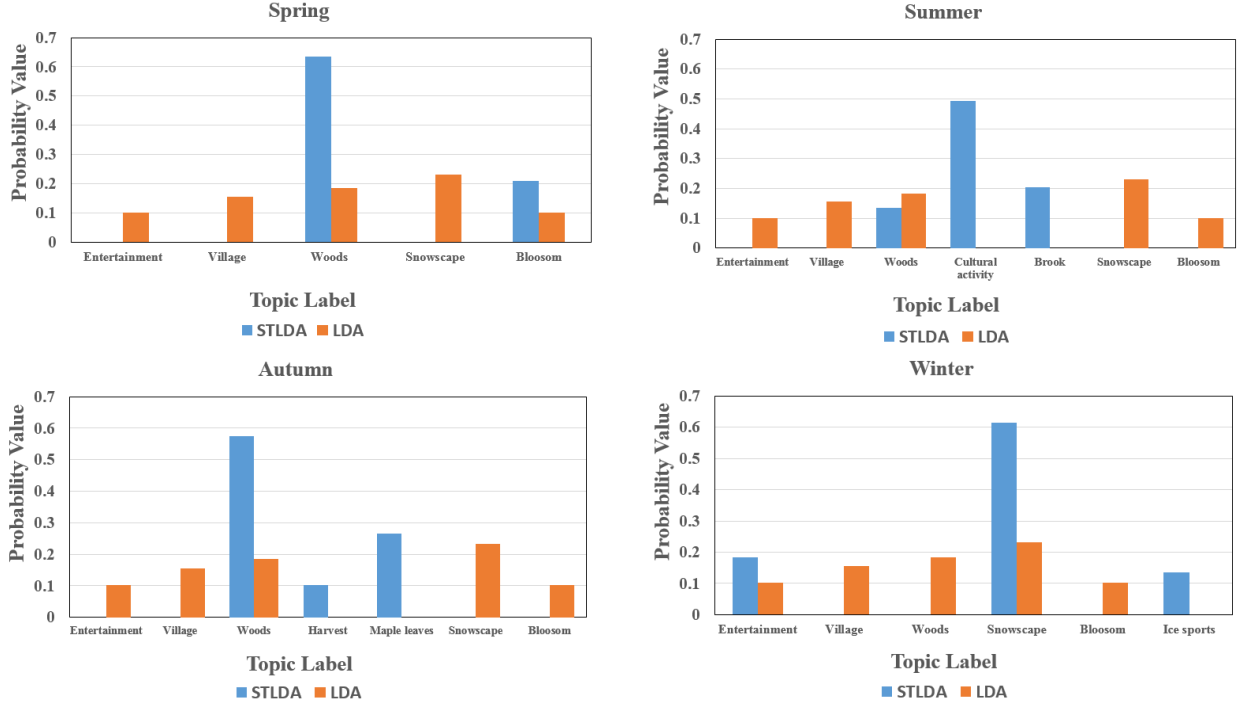 Spring
Probability Value
0.7
0.6
0.5
0.4
0.3
0.2
0.1
0
Entertainment Village Woods Snowscape Bloosom
Topic Label
STLDA LDA
Summer
Probability Value
0.7
0.6
0.5
0.4
0.3
0.2
0.1
0
Entertainment Village Woods Cultural Brook Snowscape Bloosom
activity
Topic Label
STLDA LDA
Autumn
Probability Value
0.7
0.6
0.5
0.4
0.3
0.2
0.1
0
Entertainment Village Woods Harvest Maple leaves Snowscape Bloosom
Topic Label
STLDA LDA
Winter
Probability Value
0.7
0.6
0.5
0.4
0.3
0.2
0.1
0
Entertainment Village Woods Snowscape Bloosom Ice sports
Topic Label
STLDA LDA